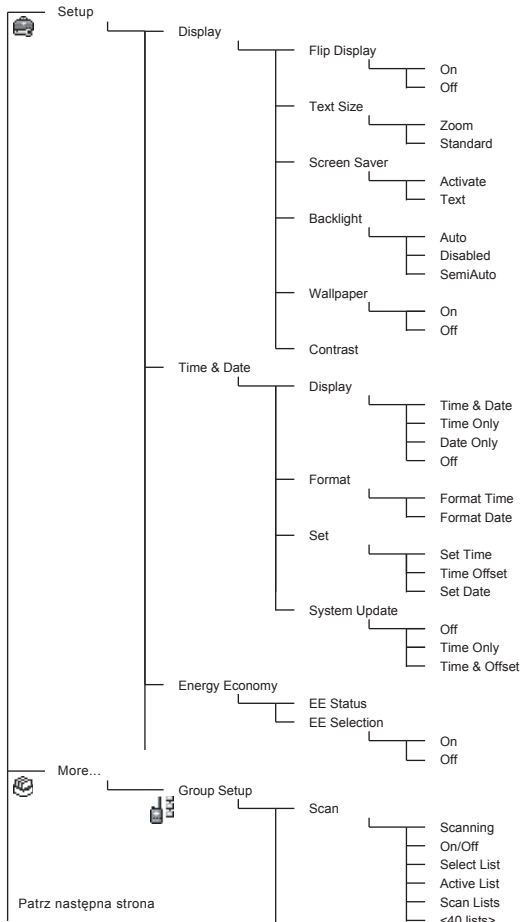 Setup
Display
Flip Display
On
Off
Text Size
Zoom
Standard
Screen Saver
Activate
Text
Backlight
Auto
Disabled
SemiAuto
Wallpaper
On
Off
Contrast
Time & Date
Display
Time & Date
Time Only
Date Only
Off
Format
Format Time
Format Date
Set
Set Time
Time Offset
Set Date
System Update
Off
Time Only
Time & Offset
Energy Economy
EE Status
EE Selection
On
Off
More...
Group Setup
Scan
Scanning
On/Off
Select List
Active List
Scan Lists
<40 lists>
Patrz następna strona